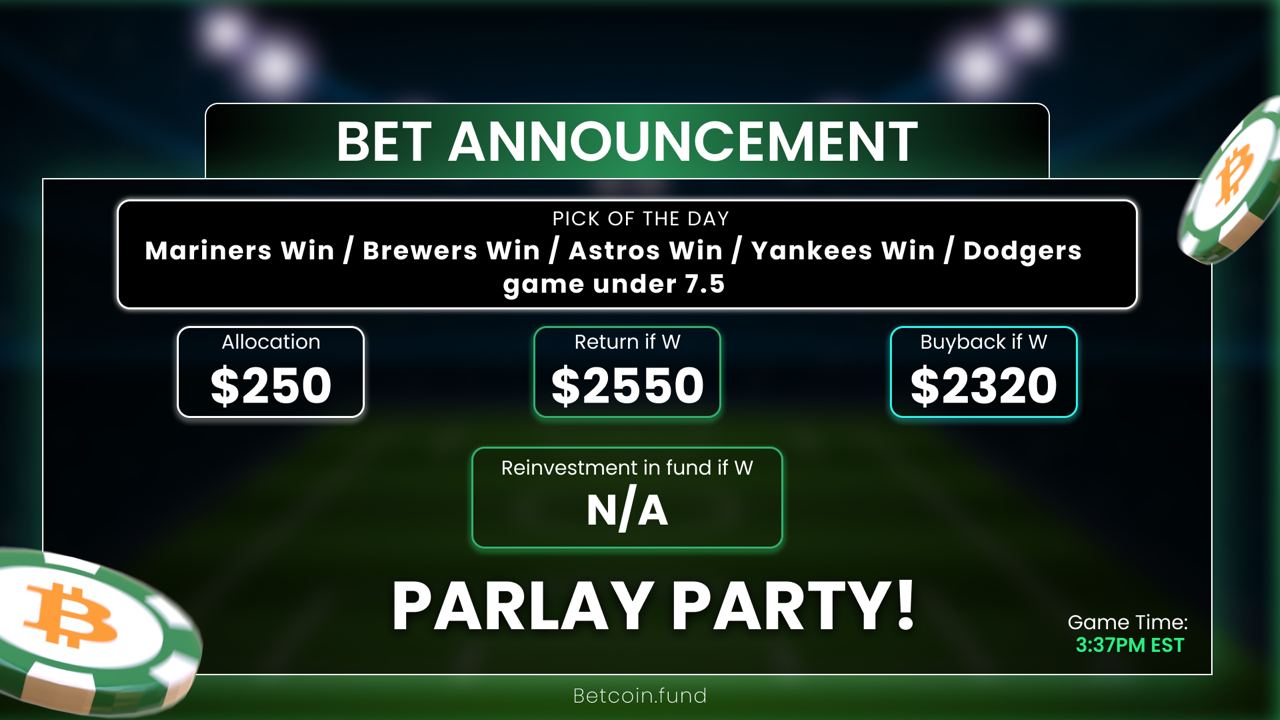 BET ANNOUNCEMENT
PICK OF THE DAY
Mariners Win / Brewers Win / Astros Win / Yankees Win / Dodgers
game under 7.5
Allocation
$250
Return if W
$2550
Buyback if W
$2320
Reinvestment in fund if W
N/A
PARLAY PARTY!
Game Time:
3:37PM EST
Betcoin.fund